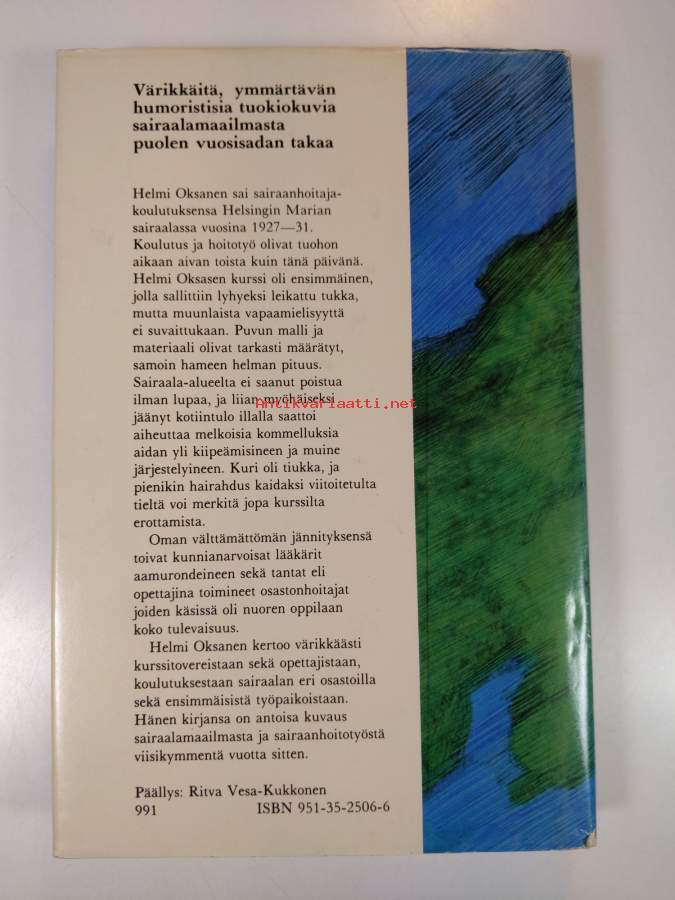 Värikkäitä, ymmärtävän
humoristisia tuokiokuvia
sairaalamaailmasta
puolen vuosisadan takaa
Helmi Oksanen sai sairaanhoitaja-
koulutuksensa Helsingin Marian
sairaalassa vuosina 1927—31.
Koulutus ja hoitotyö olivat tuohon
aikaan aivan toista kuin tänä päivänä.
Helmi Oksasen kurssi oli ensimmäinen,
jolla sallittiin lyhyeksi leikattu tukka,
mutta muunlaista vapaamielisyyttä
ei suvaittukaan. Puvun malli ja
materiaali olivat tarkasti määrätyt,
samoin hameen helman pituus.
Sairaala-alueelta ei saanut poistua
ilman lupaa, ja liian myöhäiseksi
Antikvariaatti.net
jäänyt kotiintulo illalla saattoi
aiheuttaa melkoisia kommelluksia
aidan yli kiipeämisineen ja muine
järjestelyineen. Kuri oli tiukka, ja
pienikin hairahdus kaidaksi viitoitetulta
tieltä voi merkitä jopa kurssilta
erottamista.
Oman välttämättömän jännityksensä
toivat kunnianarvoisat lääkärit
aamurondeineen sekä tantat eli
opettajina toimineet osastonhoitajat
joiden käsissä oli nuoren oppilaan
koko tulevaisuus.
Helmi Oksanen kertoo värikkäästi
kurssitovereistaan sekä opettajistaan,
koulutuksestaan sairaalan eri osastoilla
sekä ensimmäisistä työpaikoistaan.
Hänen kirjansa on antoisa kuvaus
sairaalamaailmasta ja sairaanhoitotyöstä
viisikymmentä vuotta sitten.
Päällys: Ritva Vesa-Kukkonen
991 ISBN 951-35-2506-6